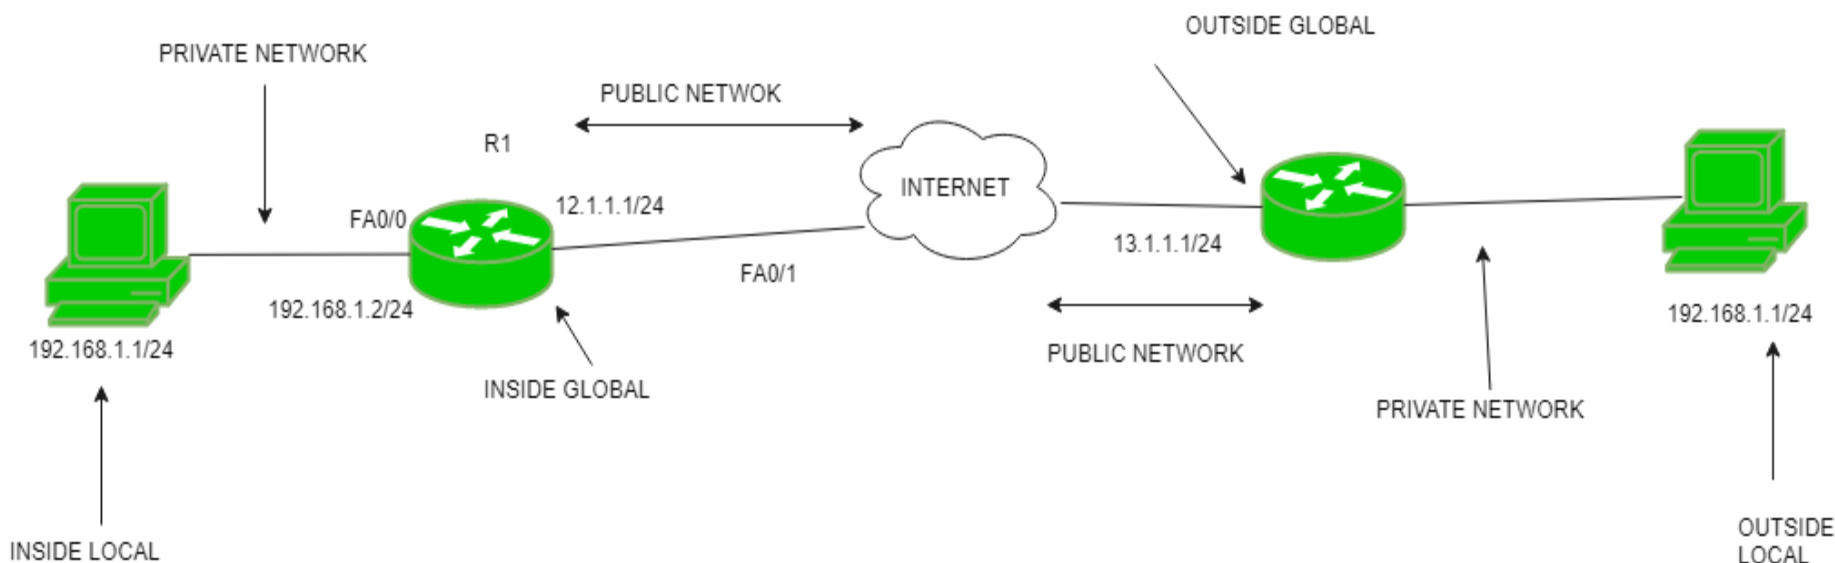 OUTSIDE GLOBAL
PRIVATE NETWORK
PUBLIC NETWOK
R1
INTERNET
FA0/0
12.1.1.1/24
13.1.1.1/24
FA0/1
192.168.1.2/24
192.168.1.1/24
192.168.1.1/24
PUBLIC NETWORK
INSIDE GLOBAL
PRIVATE NETWORK
INSIDE LOCAL
OUTSIDE
LOCAL